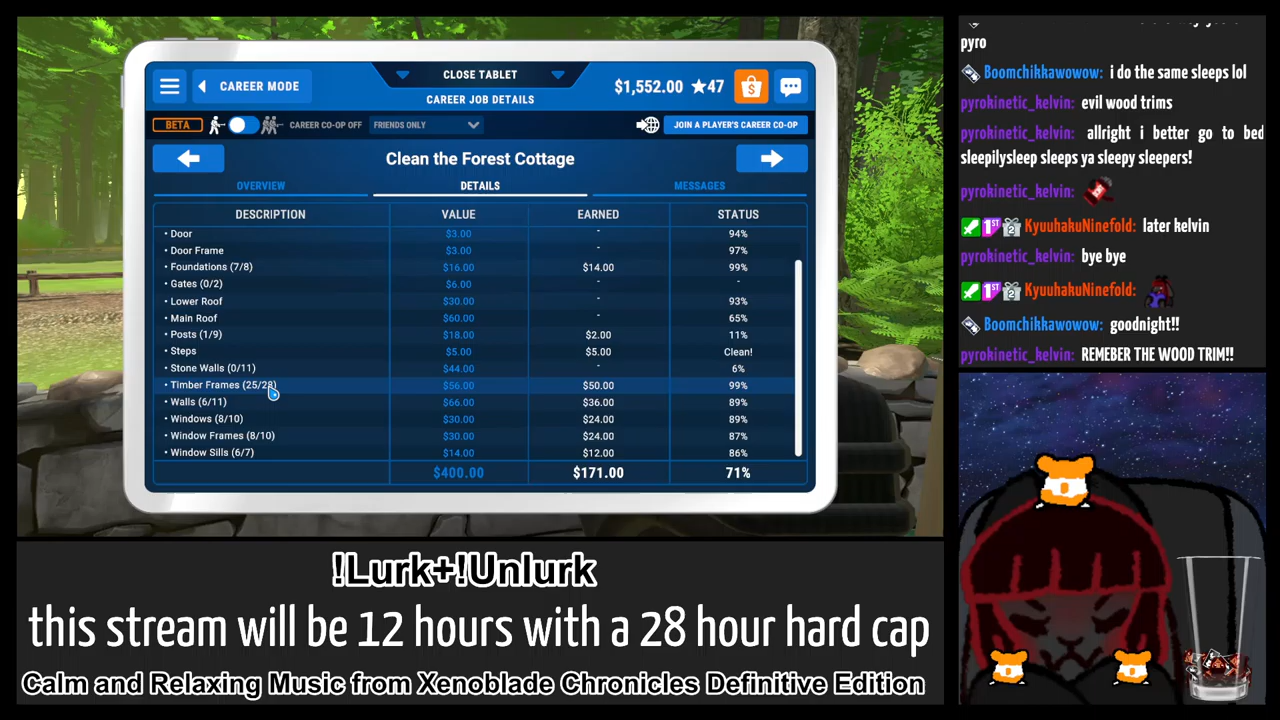 CLOSE TABLET
CAREER MODE
CAREER JOB DETAILS
$1,552.00 ★47
BETA
CAREER CO-OP OFF
FRIENDS ONLY
JOIN A PLAYER'S CAREER CO-OP
Clean the Forest Cottage
OVERVIEW DETAILS MESSAGES
DESCRIPTION VALUE EARNED STATUS
• Door $3.00 - 94%
• Door Frame $3.00 - 97%
• Foundations (7/8) $16.00 $14.00 99%
• Gates (0/2) $6.00 - -
• Lower Roof $30.00 - 93%
• Main Roof $60.00 - 65%
• Posts (1/9) $18.00 $2.00 11%
• Steps $5.00 $5.00 Clean!
• Stone Walls (0/11) $44.00 - 6%
• Timber Frames (25/28) $56.00 $50.00 99%
• Walls (6/11) $66.00 $36.00 89%
• Windows (8/10) $30.00 $24.00 89%
• Window Frames (8/10) $30.00 $24.00 87%
• Window Sills (6/7) $14.00 $12.00 86%
$400.00 $171.00 71%
!Lurk+!Unlurk
this stream will be 12 hours with a 28 hour hard cap
Calm and Relaxing Music from Xenoblade Chronicles Definitive Edition
pyro
Boomchikkawowow: i do the same sleeps lol
pyrokinetic_kelvin: evil wood trims
pyrokinetic_kelvin: allright i better go to bed
sleepilysleep sleeps ya sleepy sleepers!
pyrokinetic_kelvin:
KyuuhakuNinefold: later kelvin
pyrokinetic_kelvin: bye bye
KyuuhakuNinefold:
Boomchikkawowow: goodnight!!
pyrokinetic_kelvin: REMEBER THE WOOD TRIM!!